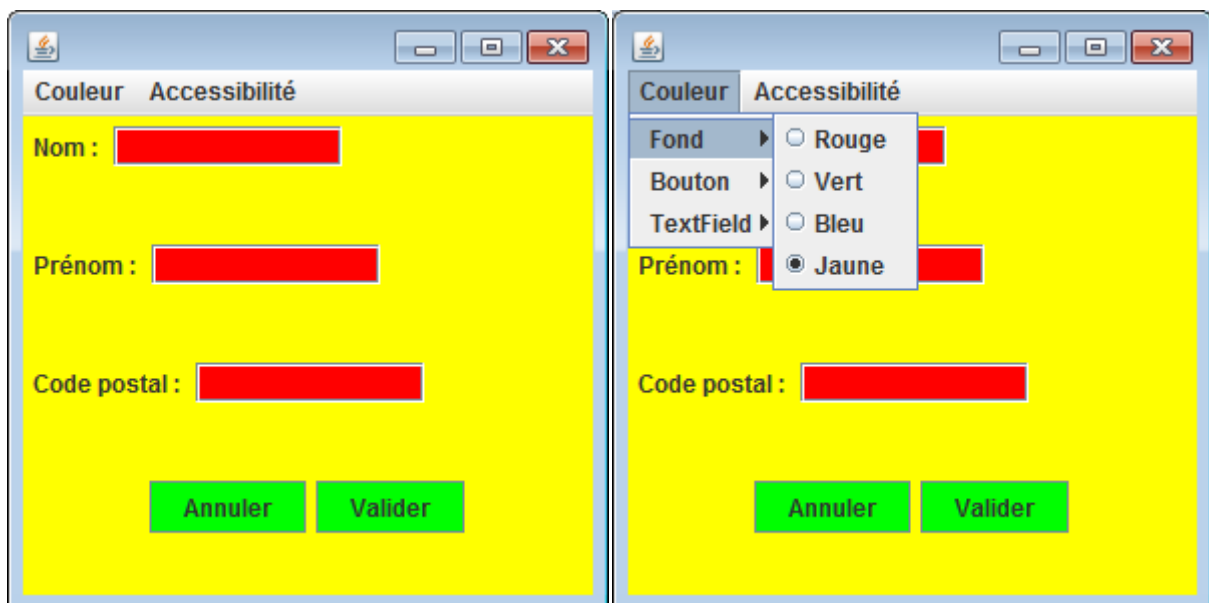 Couleur Accessibilité
Nom :
Prénom :
Code postal :
Annuler Valider
Couleur Accessibilité
Fond Rouge
Bouton Vert
TextField Bleu
Prénom : Jaune
Code postal :
Annuler Valider